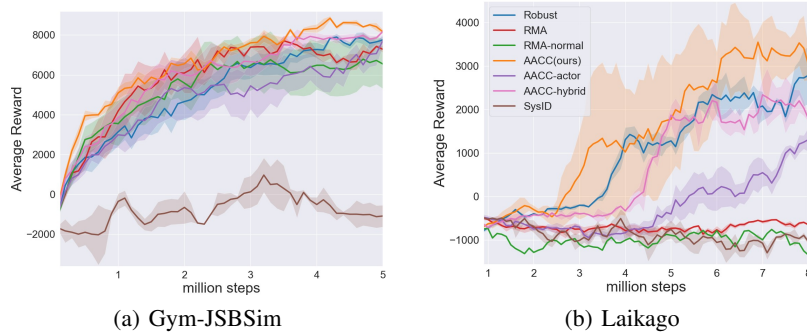 8000
6000
4000
2000
0
−2000
Average Reward
1 2 3 4 5
million steps
(a) Gym-JSBSim
Robust
RMA
RMA-normal
AACC(ours)
AACC-actor
AACC-hybrid
SysID
4000
3000
2000
1000
0
−1000
Average Reward
1 2 3 4 5 6 7 8
million steps
(b) Laikago